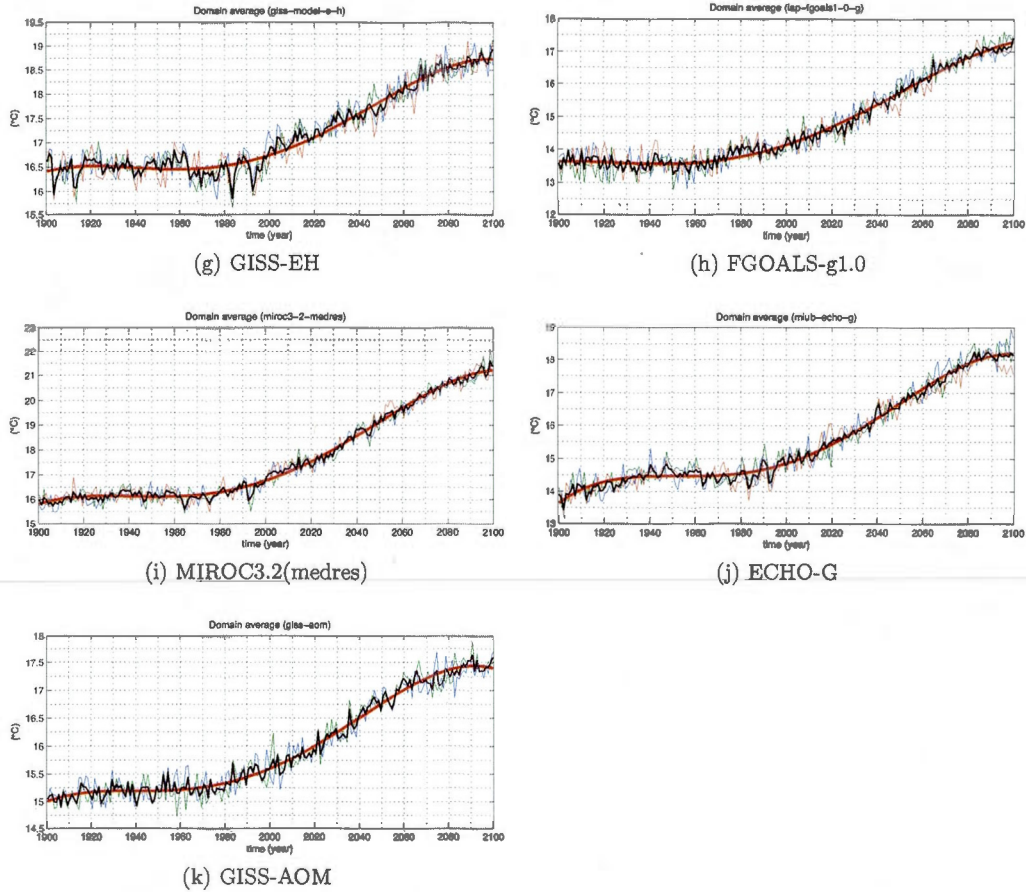 Domain average (giss-model-e-h)
19.5
19
18.5
18
17.5
17
16.5
16
15.5
(°C)
1900 1920 1940 1960 1980 2000 2020 2040 2060 2080 2100
time (year)
(g) GISS-EH
Domain average (iap-fgoals1-0-g)
18
17
16
15
14
13
12
(°C)
1900 1920 1940 1960 1980 2000 2020 2040 2060 2080 2100
time (year)
(h) FGOALS-g1.0
Domain average (miroc3-2-medres)
23
22
21
20
19
18
17
16
15
(°C)
1900 1920 1940 1960 1980 2000 2020 2040 2060 2080 2100
time (year)
(i) MIROC3.2(medres)
Domain average (miub-echo-g)
19
18
17
16
15
14
13
(°C)
1900 1920 1940 1960 1980 2000 2020 2040 2060 2080 2100
time (year)
(j) ECHO-G
Domain average (giss-aom)
18
17.5
17
16.5
16
15.5
15
14.5
(°C)
1900 1920 1940 1960 1980 2000 2020 2040 2060 2080 2100
time (year)
(k) GISS-AOM